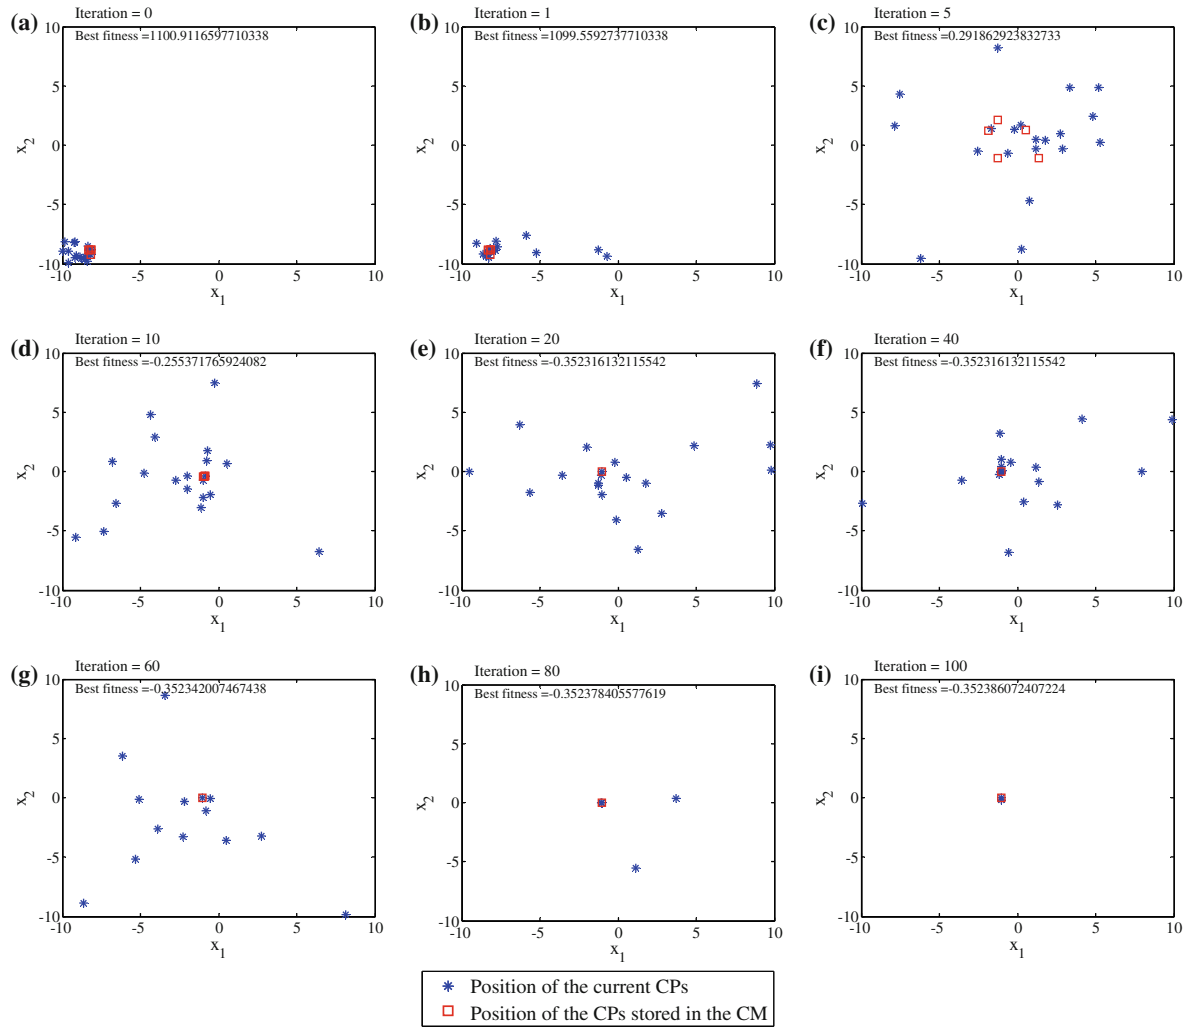 (a) Iteration = 0
Best fitness =1100.9116597710338
10
5
0
-5
-10
x2
-10 -5 0 5 10
x1
(b) Iteration = 1
Best fitness =1099.5592737710338
10
5
0
-5
-10
x2
-10 -5 0 5 10
x1
(c) Iteration = 5
Best fitness =0.291862923832733
10
5
0
-5
-10
x2
-10 -5 0 5 10
x1
(d) Iteration = 10
Best fitness =-0.255371765924082
10
5
0
-5
-10
x2
-10 -5 0 5 10
x1
(e) Iteration = 20
Best fitness =-0.352316132115542
10
5
0
-5
-10
x2
-10 -5 0 5 10
x1
(f) Iteration = 40
Best fitness =-0.352316132115542
10
5
0
-5
-10
x2
-10 -5 0 5 10
x1
(g) Iteration = 60
Best fitness =-0.352342007467438
10
5
0
-5
-10
x2
-10 -5 0 5 10
x1
(h) Iteration = 80
Best fitness =-0.352378405577619
10
5
0
-5
-10
x2
-10 -5 0 5 10
x1
(i) Iteration = 100
Best fitness =-0.352386072407224
10
5
0
-5
-10
x2
-10 -5 0 5 10
x1
Position of the current CPs
Position of the CPs stored in the CM